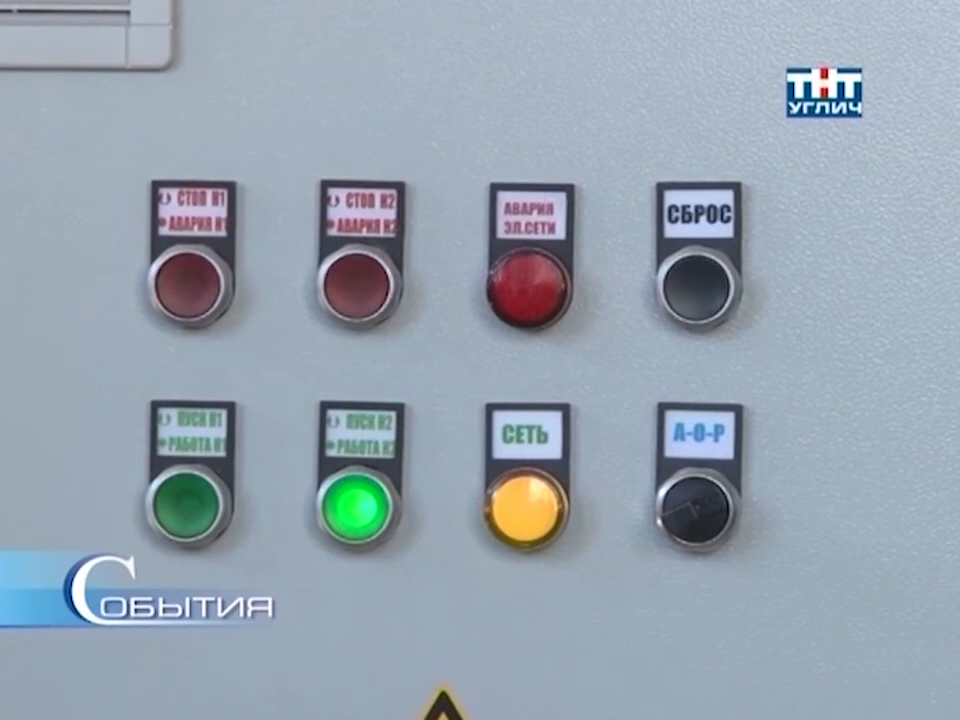 ТНТ
УГЛИЧ
СТОП Н1
АВАРИЯ Н1
СТОП Н2
АВАРИЯ Н2
АВАРИЯ
ЭЛ.СЕТИ
СБРОС
ПУСК Н1
РАБОТА Н1
ПУСК Н2
РАБОТА Н2
СЕТЬ
А-О-Р
СОБЫТИЯ